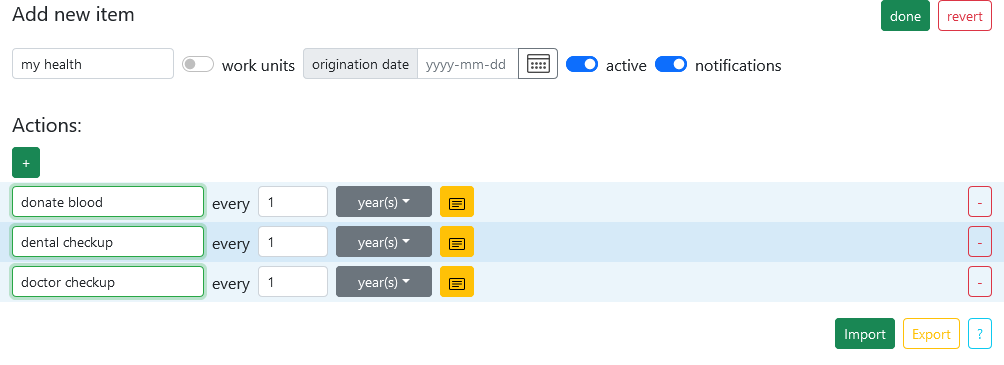 Add new item done revert
my health work units origination date yyyy-mm-dd active notifications
Actions:
+
donate blood every 1 year(s) -
dental checkup every 1 year(s) -
doctor checkup every 1 year(s) -
Import Export ?